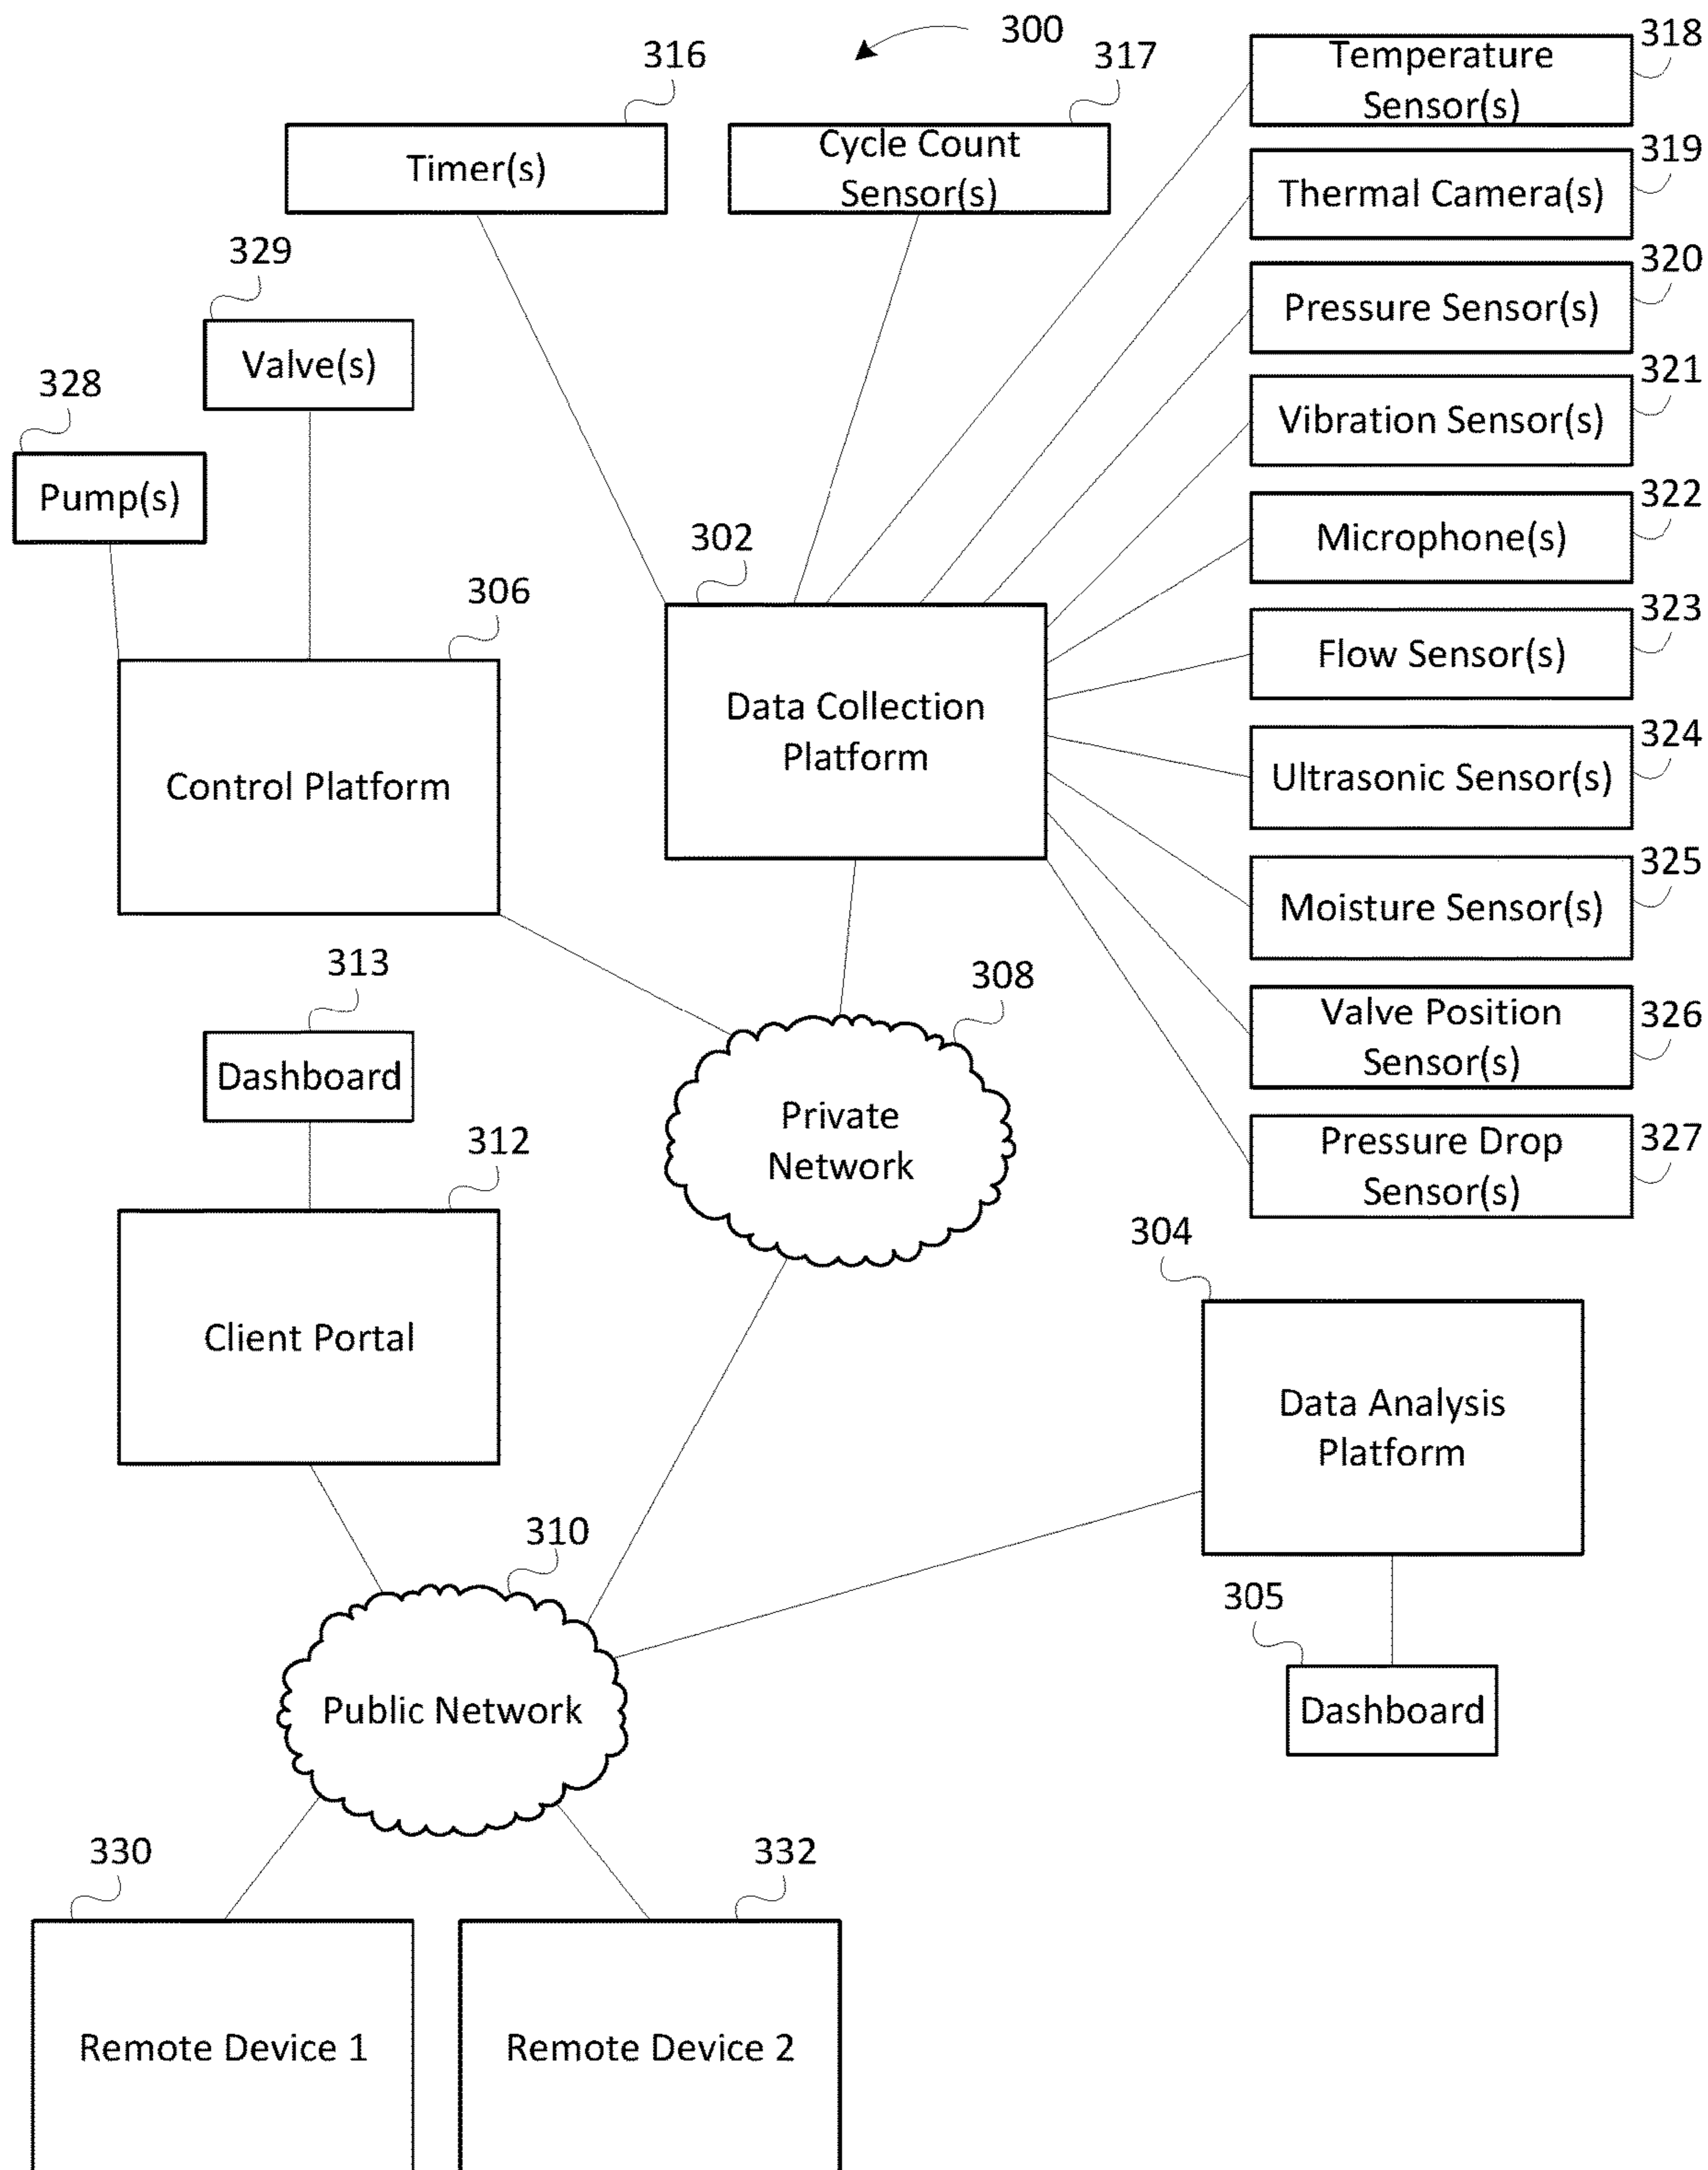 300
316
Timer(s)
317
Cycle Count
Sensor(s)
318
Temperature
Sensor(s)
319
Thermal Camera(s)
320
Pressure Sensor(s)
321
Vibration Sensor(s)
322
Microphone(s)
323
Flow Sensor(s)
324
Ultrasonic Sensor(s)
325
Moisture Sensor(s)
326
Valve Position
Sensor(s)
327
Pressure Drop
Sensor(s)
329
Valve(s)
328
Pump(s)
306
Control Platform
302
Data Collection
Platform
308
Private
Network
313
Dashboard
312
Client Portal
304
Data Analysis
Platform
305
Dashboard
310
Public Network
330
Remote Device 1
332
Remote Device 2